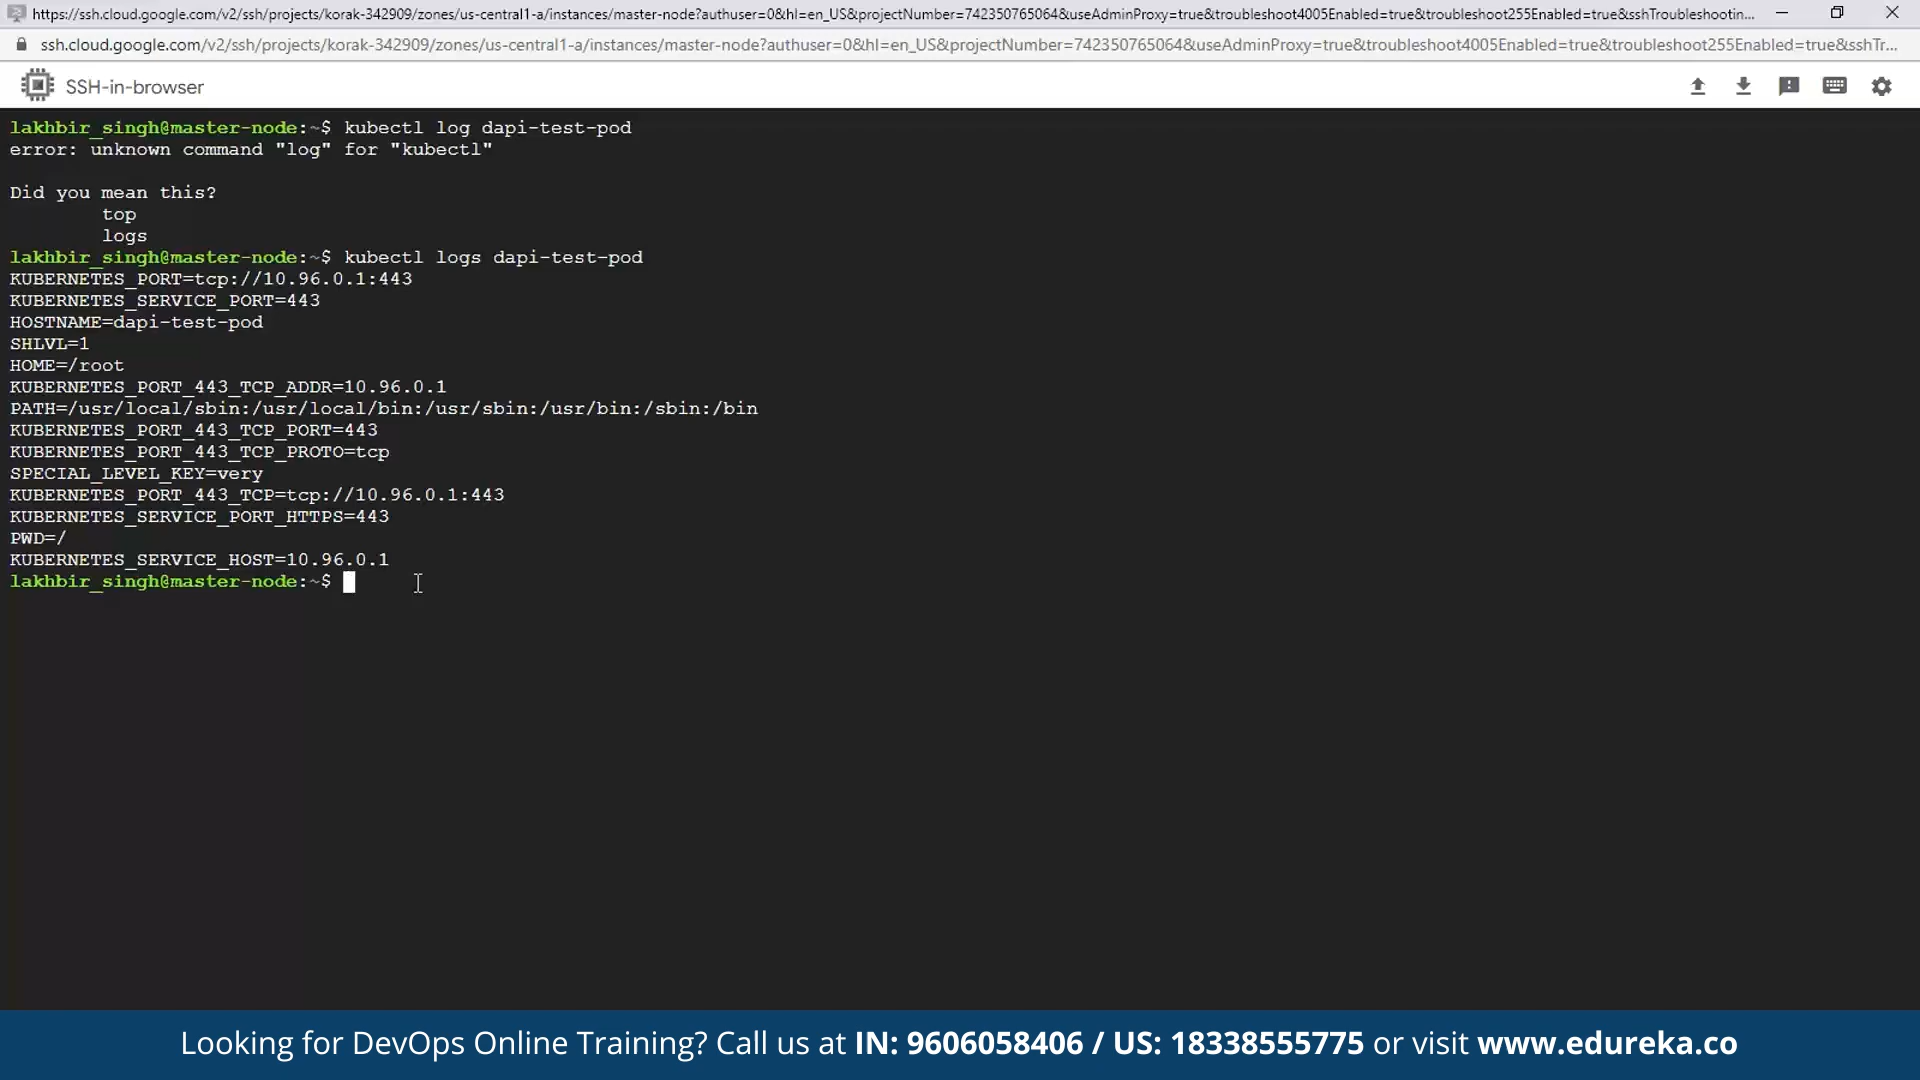 https://ssh.cloud.google.com/v2/ssh/projects/korak-342909/zones/us-central1-a/instances/master-node?authuser=0&hl=en_US&projectNumber=742350765064&useAdminProxy=true&troubleshoot4005Enabled=true&troubleshoot255Enabled=true&sshTroubleshootin...
ssh.cloud.google.com/v2/ssh/projects/korak-342909/zones/us-central1-a/instances/master-node?authuser=0&hl=en_US&projectNumber=742350765064&useAdminProxy=true&troubleshoot4005Enabled=true&troubleshoot255Enabled=true&sshTr...
SSH-in-browser
lakhbir_singh@master-node:~$ kubectl log dapi-test-pod
error: unknown command "log" for "kubectl"
Did you mean this?
top
logs
lakhbir_singh@master-node:~$ kubectl logs dapi-test-pod
KUBERNETES_PORT=tcp://10.96.0.1:443
KUBERNETES_SERVICE_PORT=443
HOSTNAME=dapi-test-pod
SHLVL=1
HOME=/root
KUBERNETES_PORT_443_TCP_ADDR=10.96.0.1
PATH=/usr/local/sbin:/usr/local/bin:/usr/sbin:/usr/bin:/sbin:/bin
KUBERNETES_PORT_443_TCP_PORT=443
KUBERNETES_PORT_443_TCP_PROTO=tcp
SPECIAL_LEVEL_KEY=very
KUBERNETES_PORT_443_TCP=tcp://10.96.0.1:443
KUBERNETES_SERVICE_PORT_HTTPS=443
PWD=/
KUBERNETES_SERVICE_HOST=10.96.0.1
lakhbir_singh@master-node:~$
Looking for DevOps Online Training? Call us at IN: 9606058406 / US: 18338555775 or visit www.edureka.co